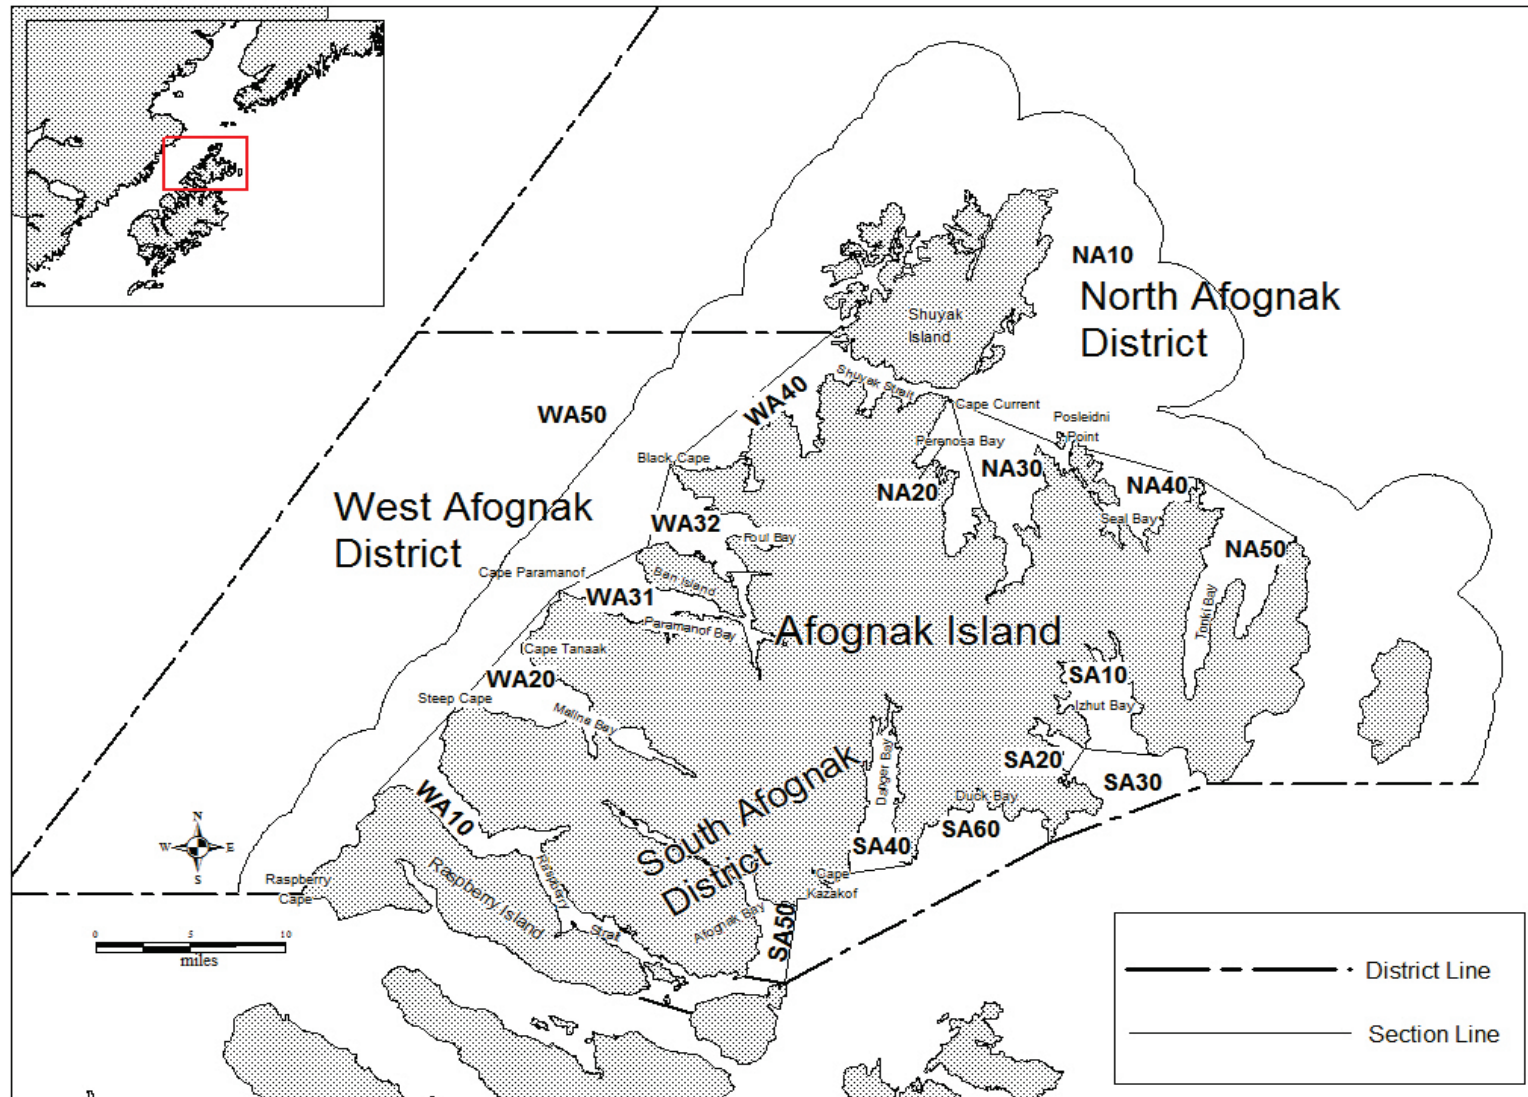 NA10
North Afognak
District
Shuyak
Island
Shuyak Strait
WA40
WA50
Cape Current
Posleidni
Point
Perenosa Bay
Black Cape
NA30
NA20
NA40
West Afognak
District
WA32
Seal Bay
Foul Bay
NA50
Cape Paramanof
Ban Island
WA31
Tonki Bay
Paramanof Bay
Afognak Island
Cape Tanaak
WA20
SA10
Steep Cape
Izhut Bay
Malina Bay
Danger Bay
SA20
SA30
WA10
Duck Bay
South Afognak
District
SA60
SA40
N
W
E
S
Raspberry
Cape
Raspberry Island
Raspberry
Strait
Cape
Kazakof
Afognak Bay
SA50
0
5
10
miles
District Line
Section Line